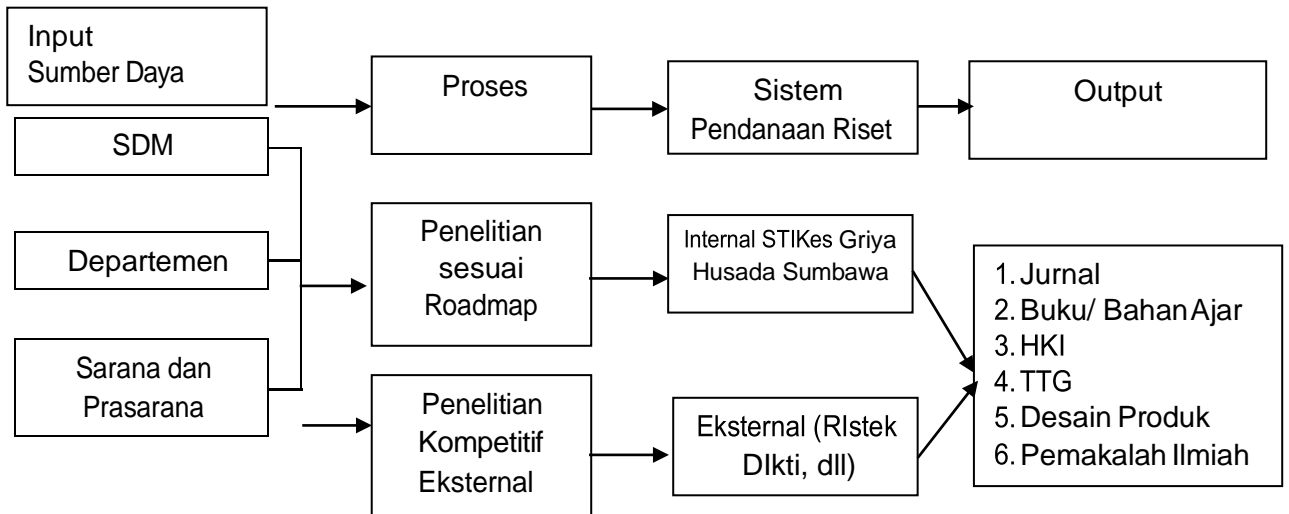 Input
Sumber Daya
Proses
Sistem
Pendanaan Riset
Output
SDM
Departemen
Sarana dan
Prasarana
Penelitian
sesuai
Roadmap
Internal STIKes Griya
Husada Sumbawa
Penelitian
Kompetitif
Eksternal
Eksternal (RIstek
DIkti, dll)
1. Jurnal
2. Buku/ Bahan Ajar
3. HKI
4. TTG
5. Desain Produk
6. Pemakalah Ilmiah